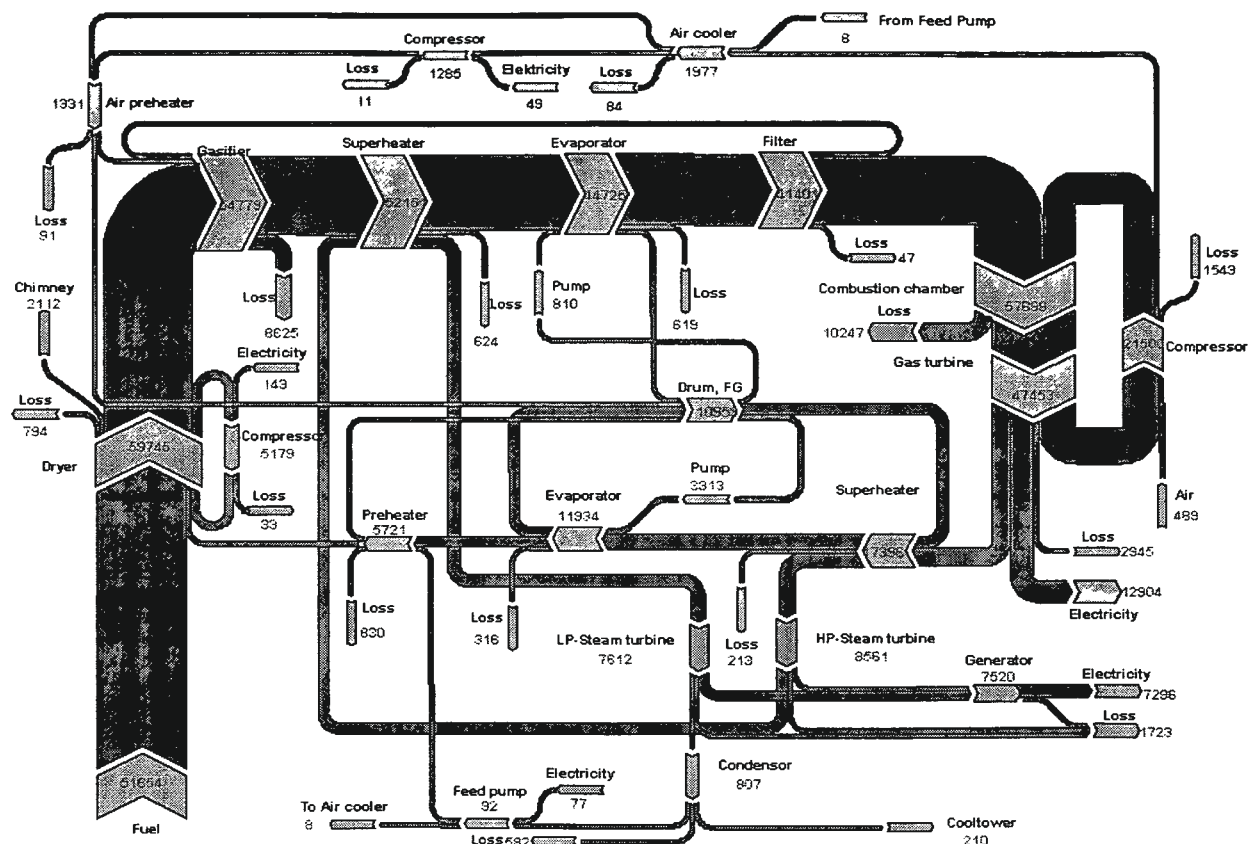 From Feed Pump
8
Air cooler
1977
Compressor
1285
Loss
11
Elektricity
49
Loss
84
1331
Air preheater
Loss
91
Gasifier
Superheater
Evaporator
44725
Filter
41401
Loss
8625
Loss
624
Pump
810
Loss
619
Loss
47
Combustion chamber
57699
Loss
10247
Gas turbine
47453
Loss
1543
Compressor
Air
489
Chimney
2112
Loss
794
Dryer
59745
Electricity
143
Compressor
5179
Loss
33
Drum, FG
Pump
3313
Evaporator
11934
Superheater
Preheater
5721
Loss
830
Loss
316
Loss
213
Loss
2945
12904
Electricity
LP-Steam turbine
7612
HP-Steam turbine
8561
Generator
7520
Electricity
7296
Loss
1723
Condensor
807
51654
Fuel
To Air cooler
8
Feed pump
92
Electricity
77
Loss 582
Cooltower
210